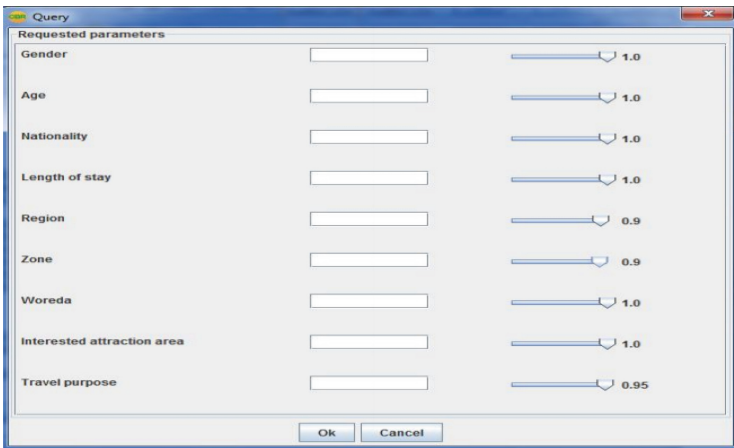 CBR Query
Requested parameters
Gender 1.0
Age 1.0
Nationality 1.0
Length of stay 1.0
Region 0.9
Zone 0.9
Woreda 1.0
Interested attraction area 1.0
Travel purpose 0.95
Ok Cancel